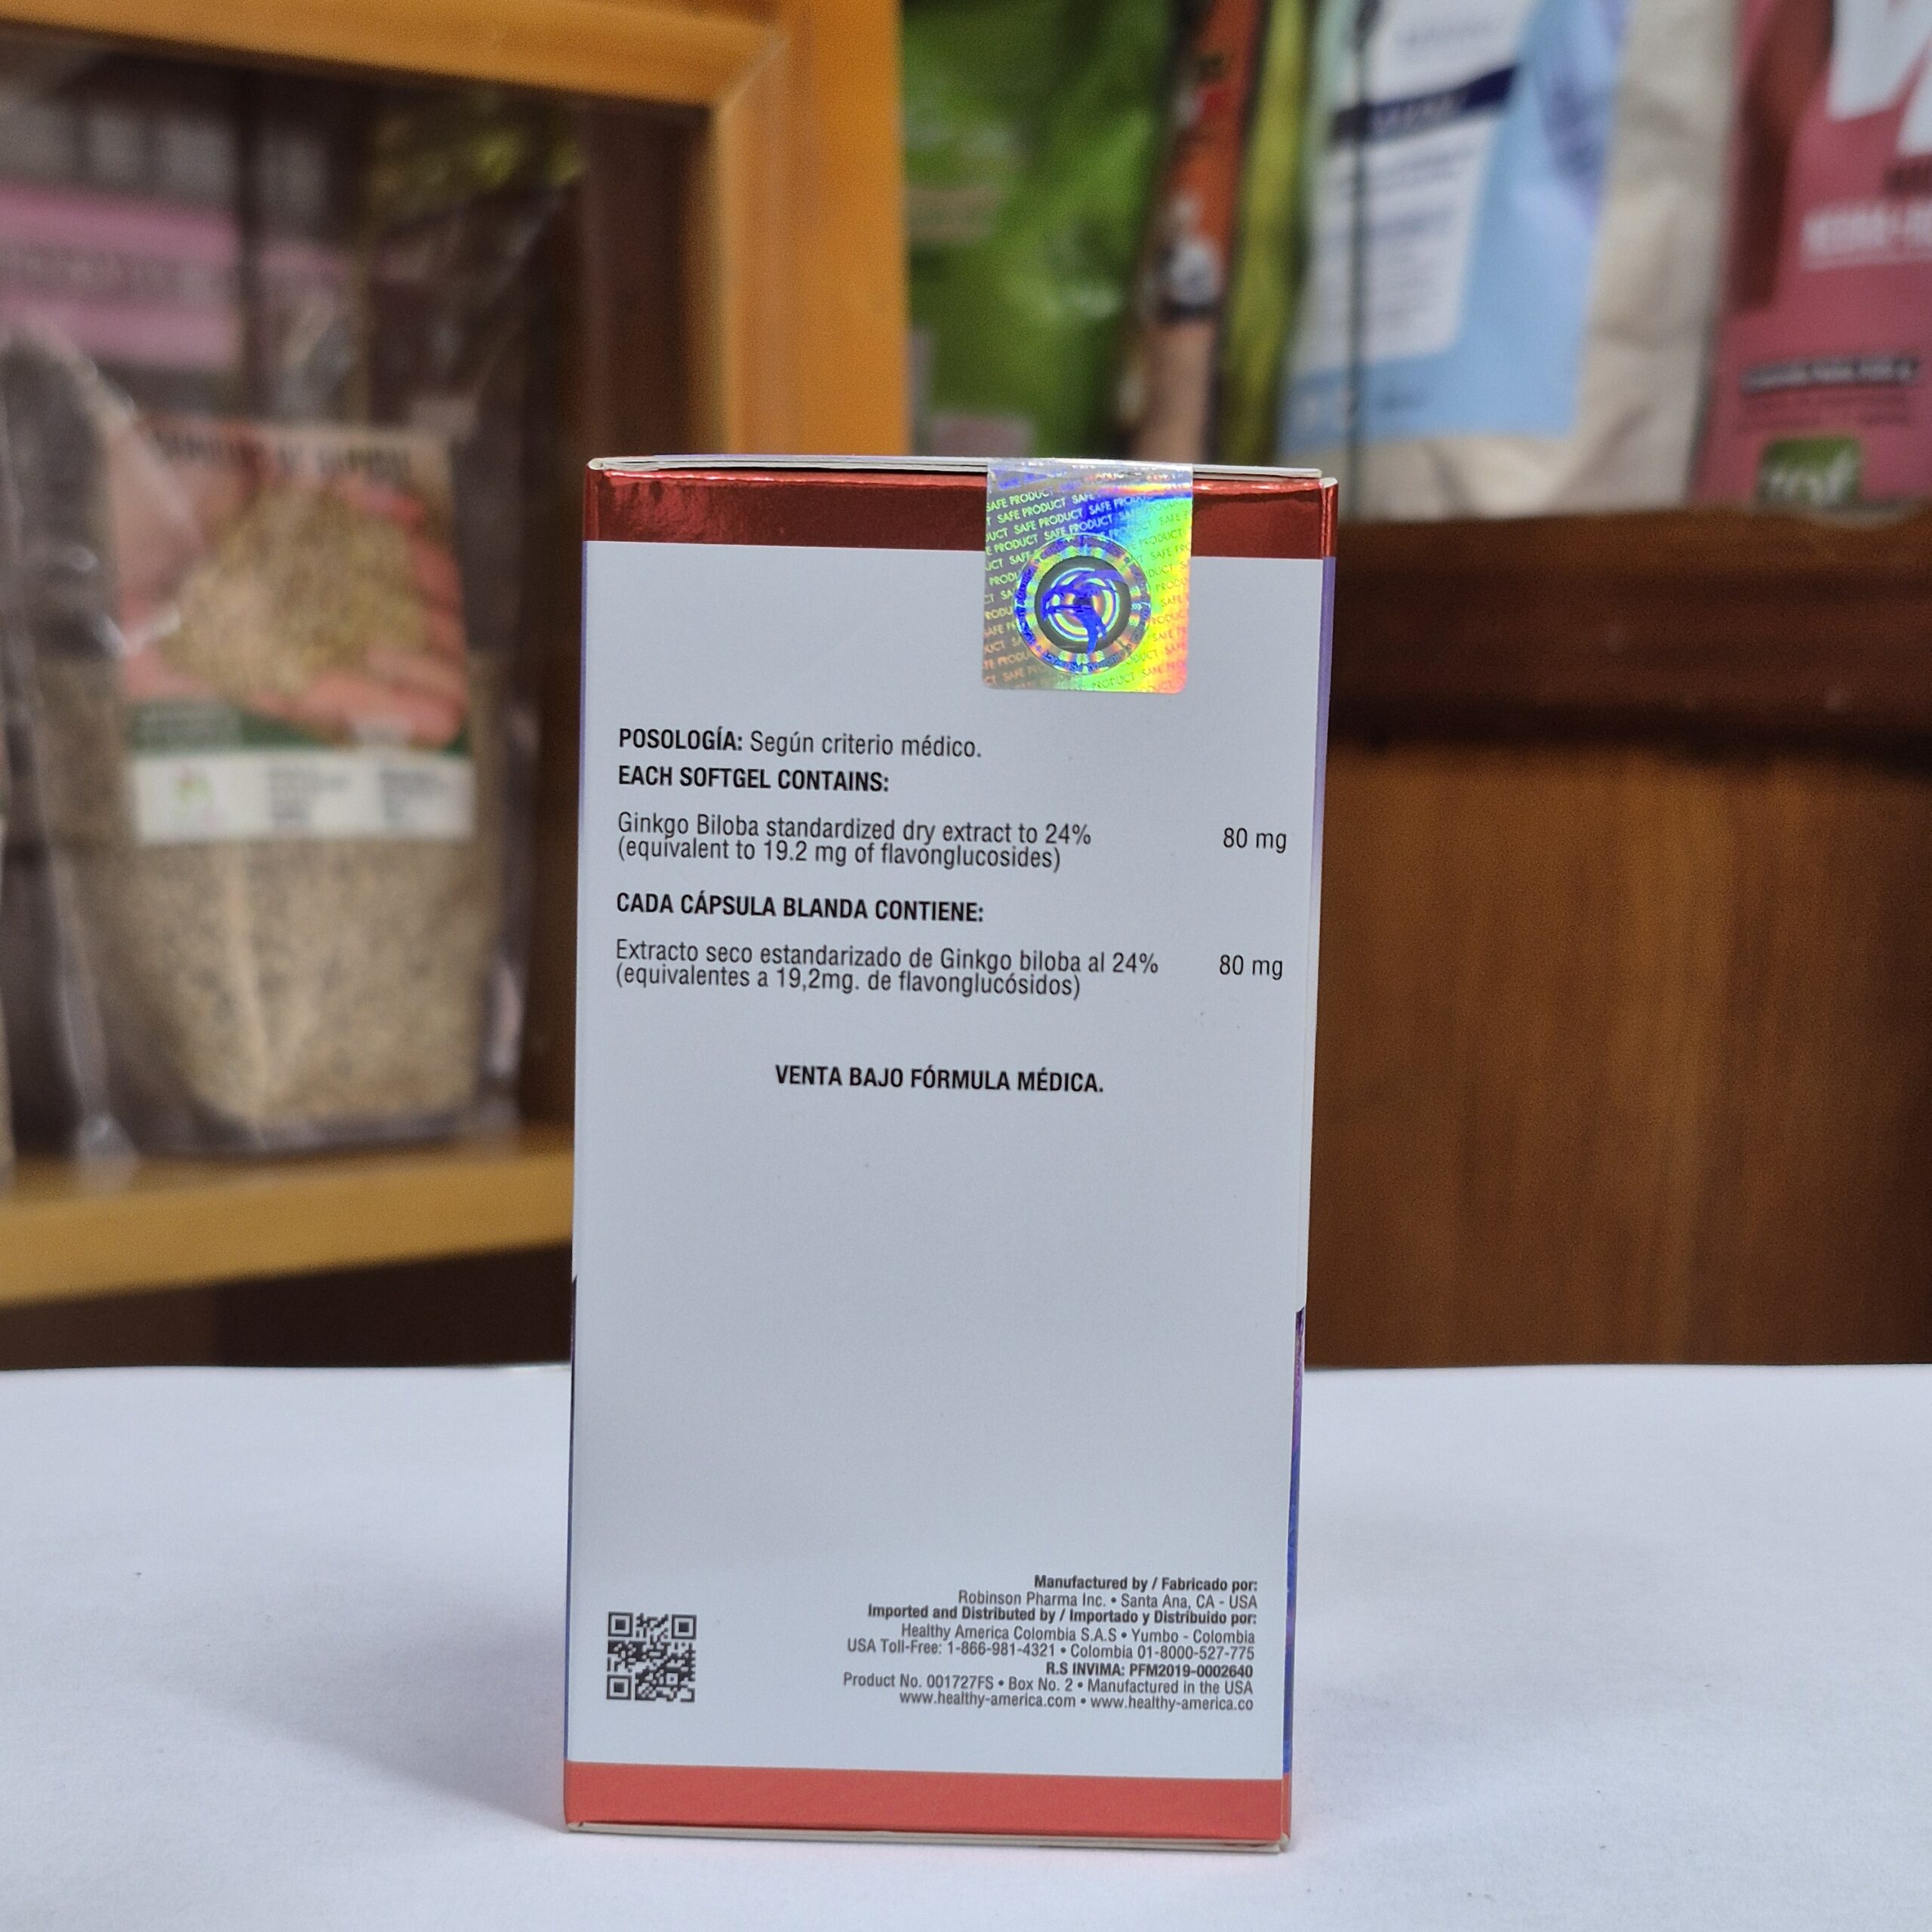 SAFE PRODUCT SAFE PRODUCT
POSOLOGÍA: Según criterio médico.
EACH SOFTGEL CONTAINS:
Ginkgo Biloba standardized dry extract to 24% 80 mg
(equivalent to 19.2 mg of flavonglucosides)
CADA CÁPSULA BLANDA CONTIENE:
Extracto seco estandarizado de Ginkgo biloba al 24% 80 mg
(equivalentes a 19,2mg. de flavonglucósidos)
VENTA BAJO FÓRMULA MÉDICA.
Manufactured by / Fabricado por:
Robinson Pharma Inc. • Santa Ana, CA - USA
Imported and Distributed by / Importado y Distribuido por:
Healthy America Colombia S.A.S • Yumbo - Colombia
USA Toll-Free: 1-866-981-4321 • Colombia 01-8000-527-775
R.S INVIMA: PFM2019-0002640
Product No. 001727FS • Box No. 2 • Manufactured in the USA
www.healthy-america.com • www.healthy-america.co